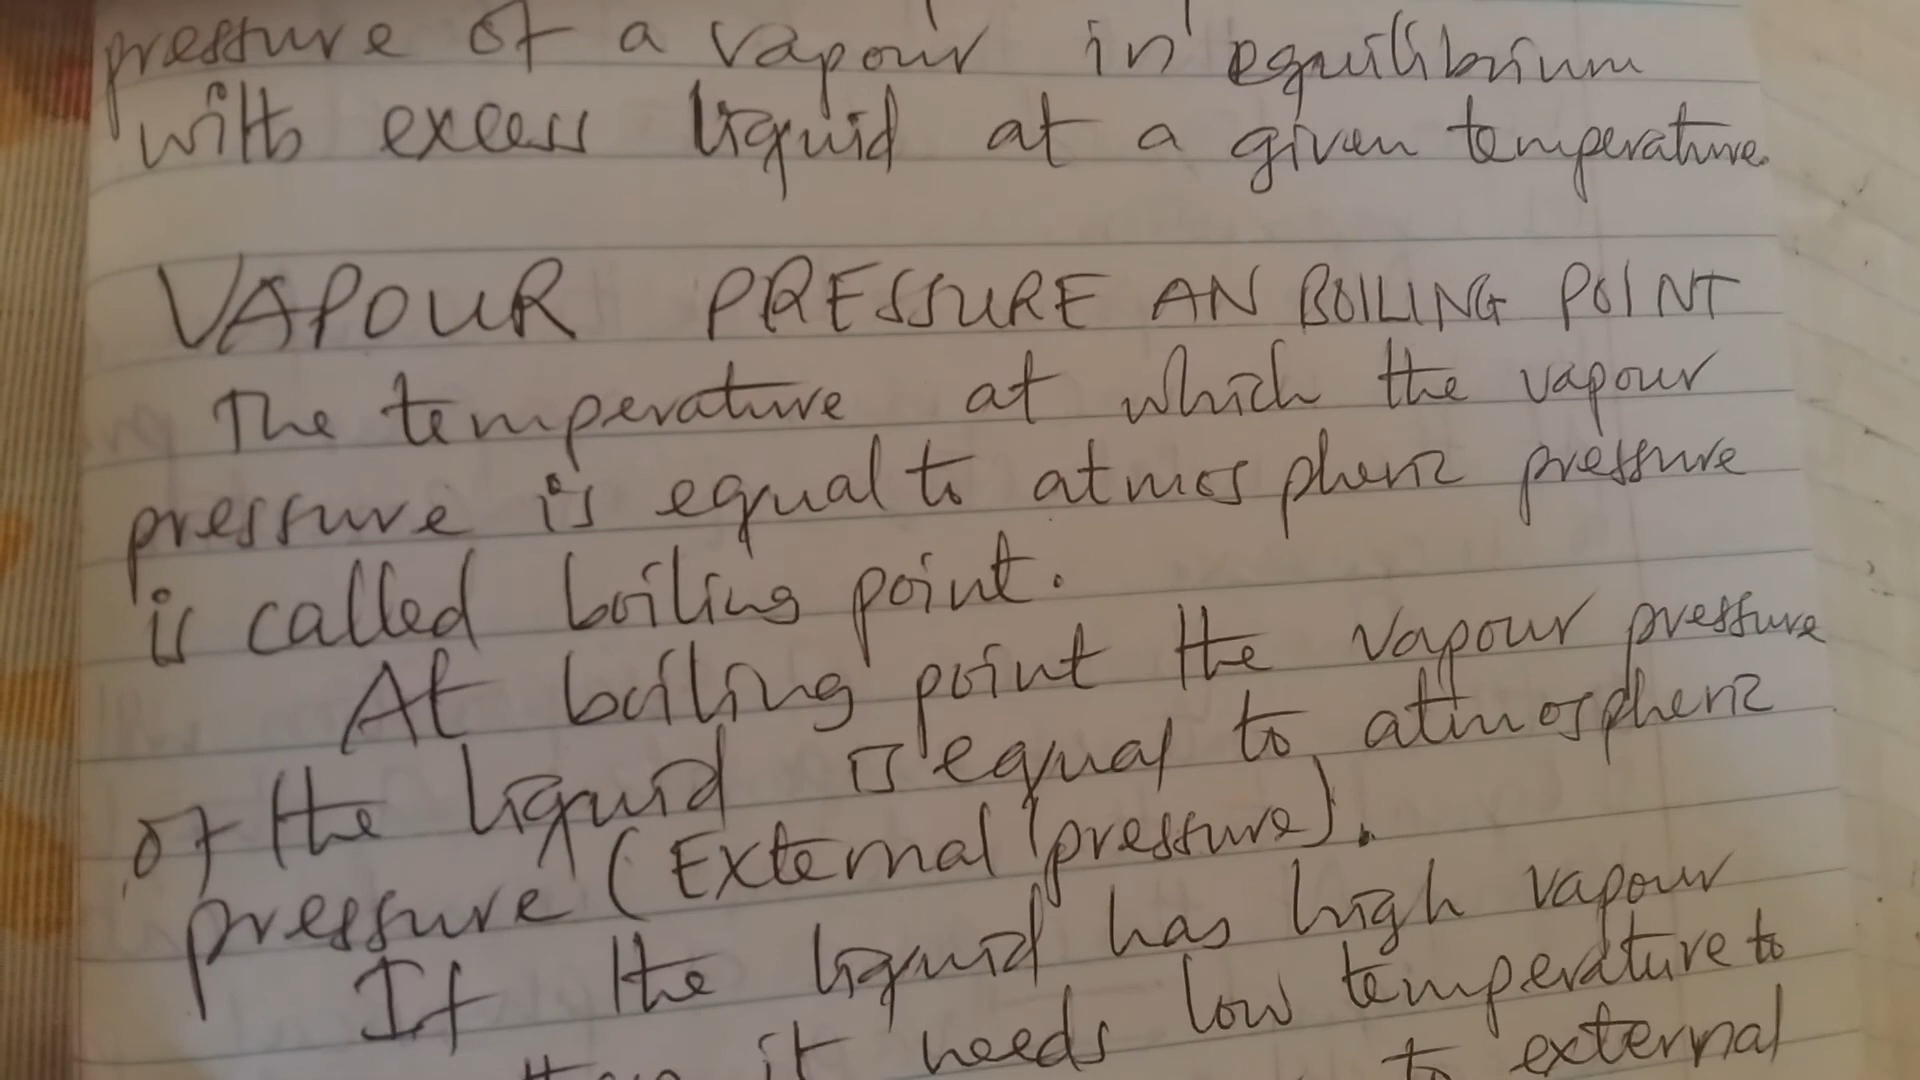 pressure of a vapour in equilibrium
with excess liquid at a given temperature.
VAPOUR PRESSURE AN BOILING POINT
The temperature at which the vapour
pressure is equal to atmospheric pressure
is called boiling point.
At boiling point the vapour pressure
of the liquid is equal to atmospheric
pressure (External pressure).
If the liquid has high vapour
it needs low temperature to
to external